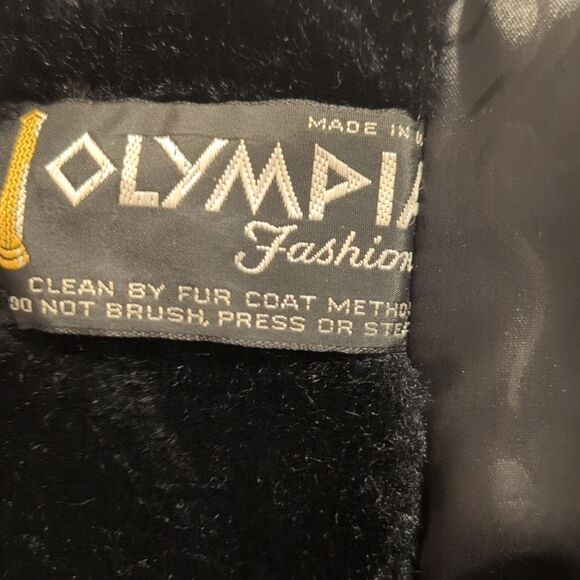 MADE IN U
OLYMPIA
Fashion
CLEAN BY FUR COAT METHO
DO NOT BRUSH, PRESS OR STE